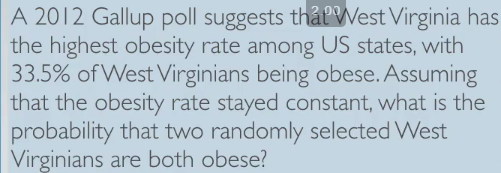 A 2012 Gallup poll suggests that West Virginia has
the highest obesity rate among US states, with
33.5% of West Virginians being obese. Assuming
that the obesity rate stayed constant, what is the
probability that two randomly selected West
Virginians are both obese?